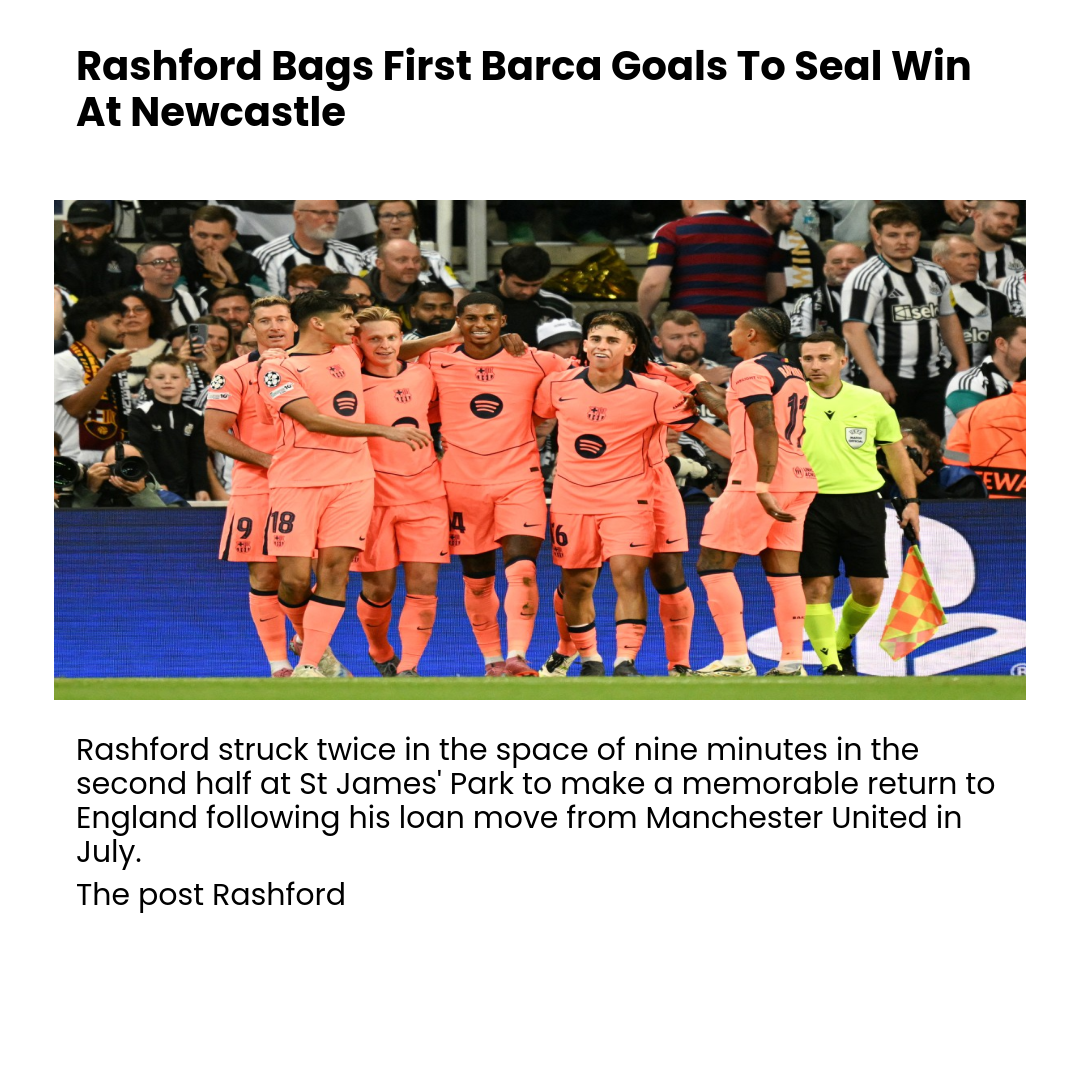 Rashford Bags First Barca Goals To Seal Win
At Newcastle
9
18
4
16
11
Rashford struck twice in the space of nine minutes in the
second half at St James' Park to make a memorable return to
England following his loan move from Manchester United in
July.
The post Rashford